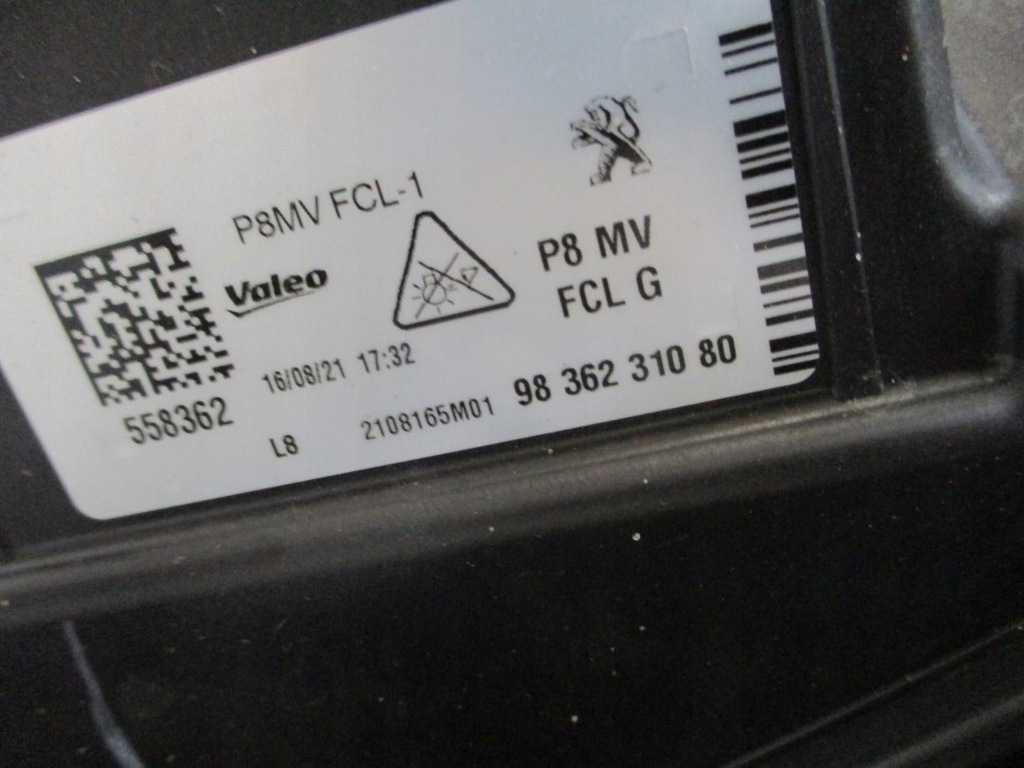 P8MV FCL-1
Valeo
P8 MV
FCL G
16/08/21 17:32
558362
L8
2108165M01
98 362 310 80